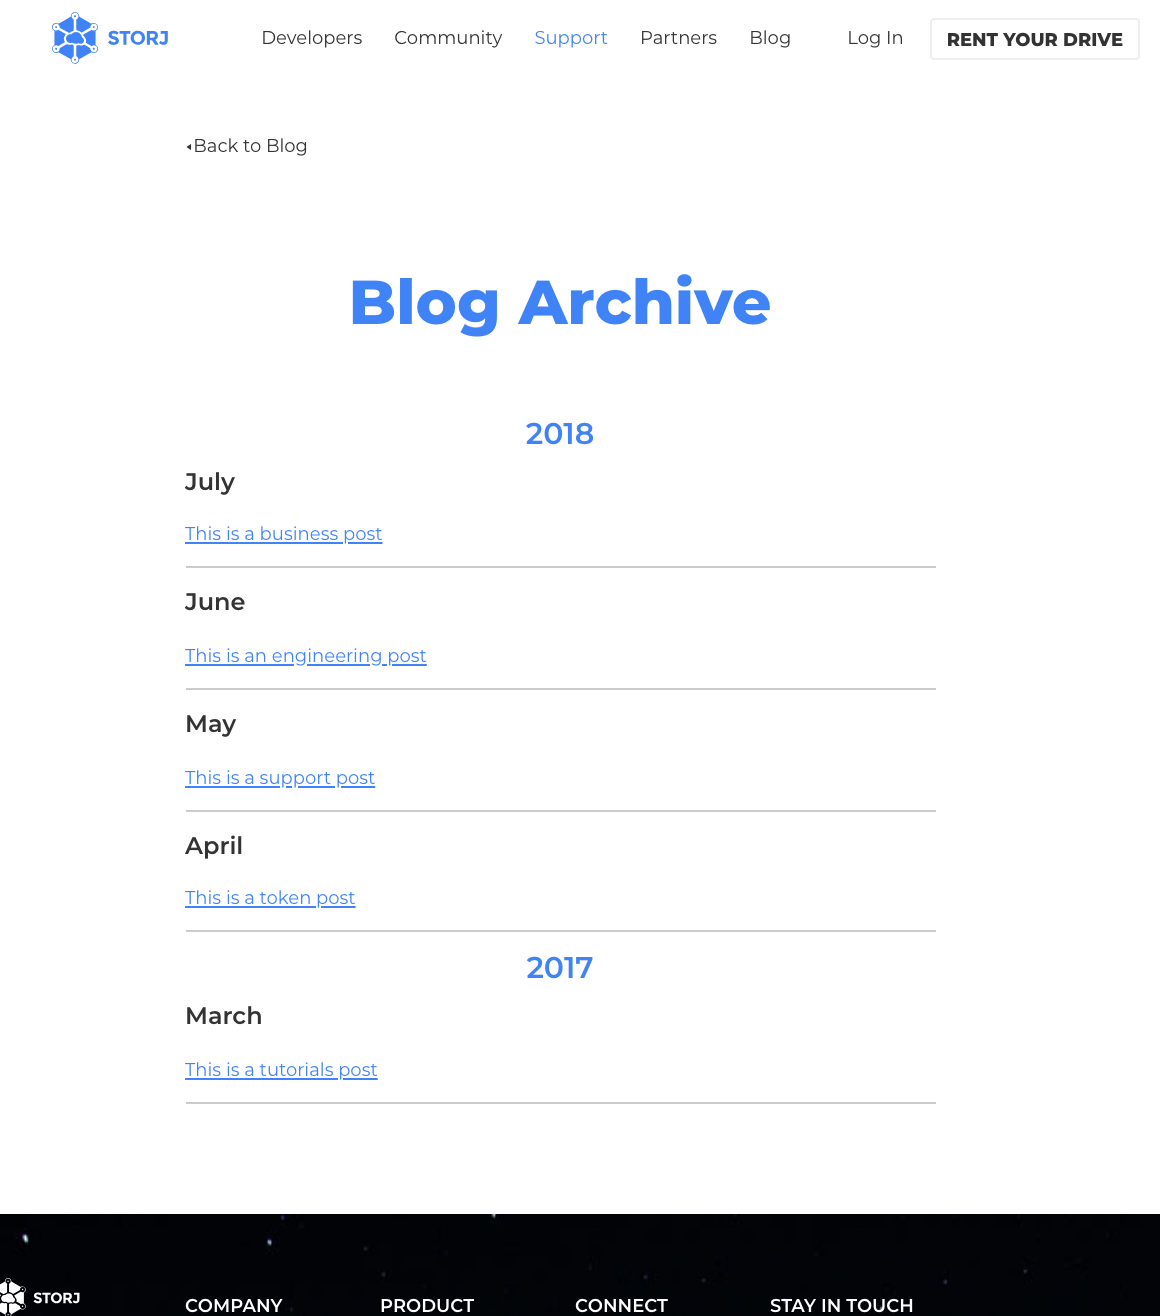 STORJ
Developers Community Support Partners Blog Log In RENT YOUR DRIVE
Back to Blog
Blog Archive
2018
July
This is a business post
June
This is an engineering post
May
This is a support post
April
This is a token post
2017
March
This is a tutorials post
STORJ
COMPANY PRODUCT CONNECT STAY IN TOUCH